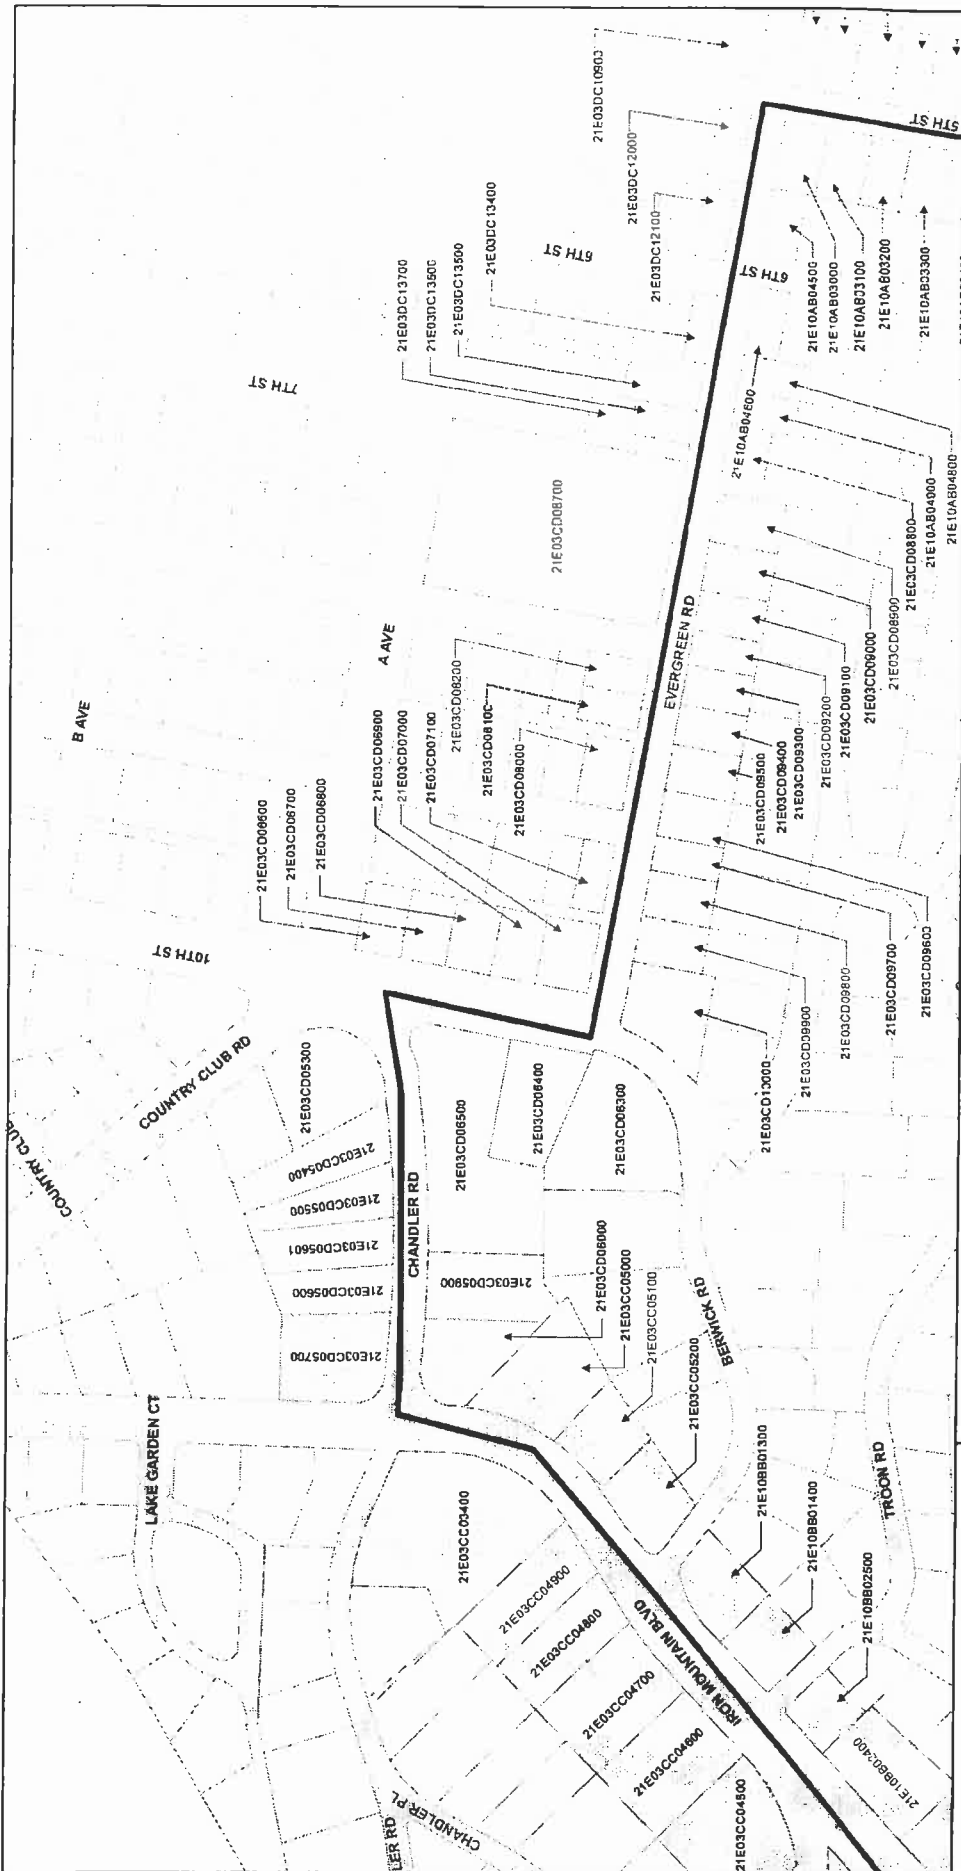 21E03DC10900
21E03DC12000
21E03DC12100
5TH ST
6TH ST
6TH ST
21E03DC13400
21E03DC13500
21E03DC13700
7TH ST
21E10AB04500
21E10AB03000
21E10AB03100
21E10AB03200
21E10AB03300
21E10AB04600
21E03CD08700
21E10AB04800
21E03CD08800
21E03CD08900
21E03CD09000
21E03CD09100
21E03CD09200
21E03CD09300
21E03CD09400
21E03CD09500
EVERGREEN RD
A AVE
B AVE
21E03CD08200
21E03CD08000
21E03CD06900
21E03CD07000
21E03CD07100
21E03CD06700
21E03CD06800
10TH ST
21E03CD09600
21E03CD09700
21E03CD09800
21E03CD09900
21E03CD10000
COUNTRY CLUB RD
21E03CD05300
21E03CD05400
21E03CD05500
21E03CD05601
21E03CD05600
21E03CD05700
CHANDLER RD
21E03CD06500
21E03CD06400
21E03CD06300
21E03CD05900
21E03CD06000
21E03CC05000
21E03CC05100
21E03CC05200
BERWICK RD
LAKE GARDEN CT
21E03CC03400
21E03CC04900
21E03CC04800
21E03CC04700
21E03CC04600
21E03CC04500
IRON MOUNTAIN BLVD
21E10BB01300
21E10BB01400
21E10BB02500
21E10BB02400
TROON RD
CHANDLER PL
LER RD